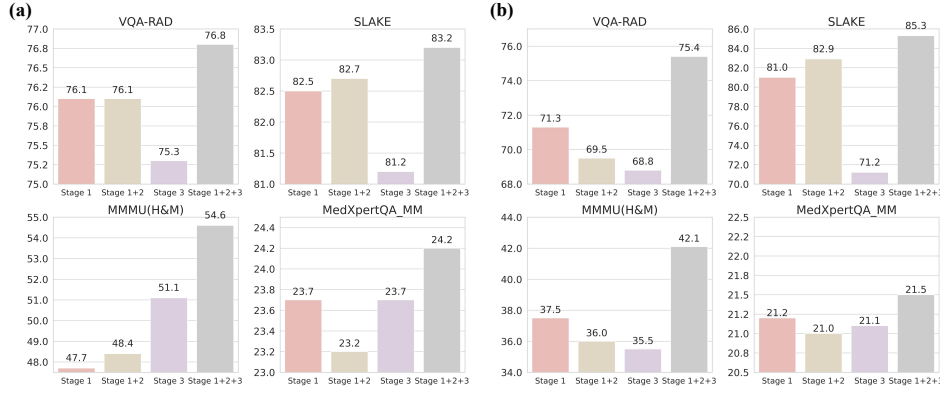 (a)
VQA-RAD
77.0
76.8
76.5
76.2
76.0
75.8
75.5
75.2
75.0
76.1
76.1
75.3
76.8
Stage 1
Stage 1+2
Stage 3
Stage 1+2+3
SLAKE
83.5
83.0
82.5
82.0
81.5
81.0
82.5
82.7
81.2
83.2
Stage 1
Stage 1+2
Stage 3
Stage 1+2+3
MMMU(H&M)
55.0
54.0
53.0
52.0
51.0
50.0
49.0
48.0
47.7
48.4
51.1
54.6
Stage 1
Stage 1+2
Stage 3
Stage 1+2+3
MedXpertQA_MM
24.4
24.2
24.0
23.8
23.6
23.4
23.2
23.0
23.7
23.2
23.7
24.2
Stage 1
Stage 1+2
Stage 3
Stage 1+2+3
(b)
VQA-RAD
76.0
74.0
72.0
70.0
68.0
71.3
69.5
68.8
75.4
Stage 1
Stage 1+2
Stage 3
Stage 1+2+3
SLAKE
86.0
84.0
82.0
80.0
78.0
76.0
74.0
72.0
70.0
81.0
82.9
71.2
85.3
Stage 1
Stage 1+2
Stage 3
Stage 1+2+3
MMMU(H&M)
44.0
42.0
40.0
38.0
36.0
34.0
37.5
36.0
35.5
42.1
Stage 1
Stage 1+2
Stage 3
Stage 1+2+3
MedXpertQA_MM
22.5
22.2
22.0
21.8
21.5
21.2
21.0
20.8
20.5
21.2
21.0
21.1
21.5
Stage 1
Stage 1+2
Stage 3
Stage 1+2+3